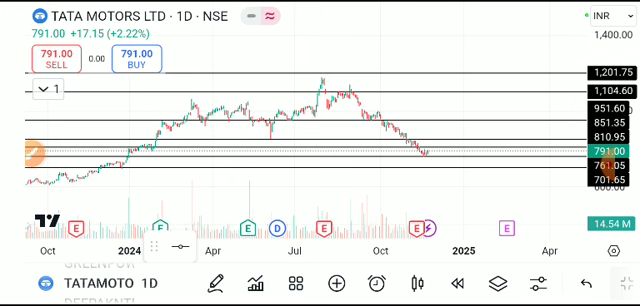 TATA MOTORS LTD · 1D · NSE
INR
791.00 +17.15 (+2.22%)
1,400.00
791.00
SELL
0.00
791.00
BUY
1
1,201.75
1,104.60
951.60
851.35
810.95
791.00
761.05
701.65
600.00
14.54 M
E
E
E
D
E
E
E
Oct
2024
Apr
Jul
Oct
2025
Apr
TATAMOTO 1D